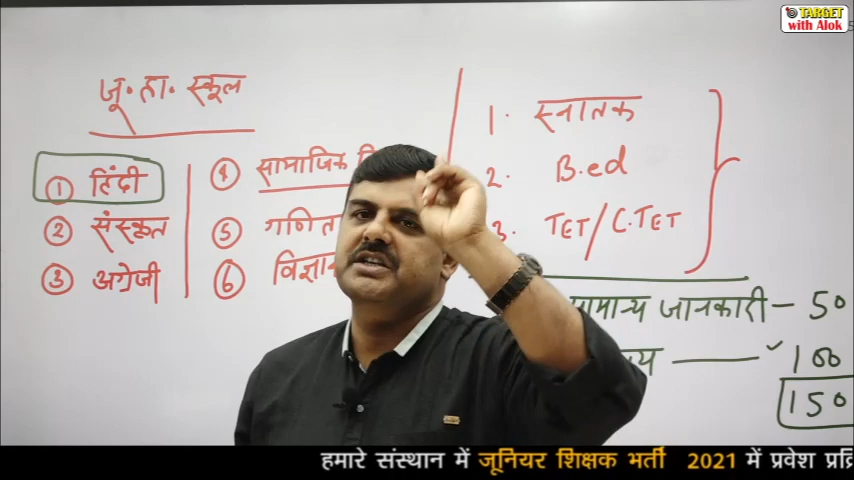 TARGET
with Alok
जू. हा. स्कूल
① हिंदी
② संस्कृत
③ अंग्रेजी
④ सामाजिक
⑤ गणित
⑥ विज्ञान
1. स्नातक
2. B.ed
3. TET/C.TET
सामान्य जानकारी - 50
100
150
हमारे संस्थान में जूनियर शिक्षक भर्ती 2021 में प्रवेश